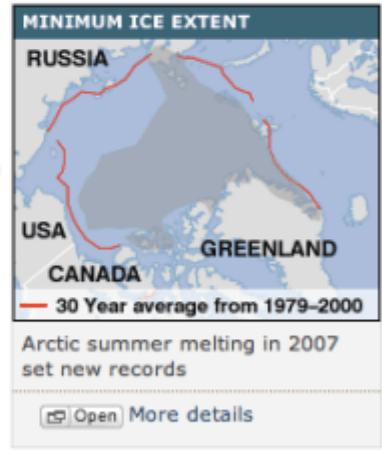 MINIMUM ICE EXTENT
RUSSIA
USA
GREENLAND
CANADA
30 Year average from 1979–2000
Arctic summer melting in 2007
set new records
Open More details